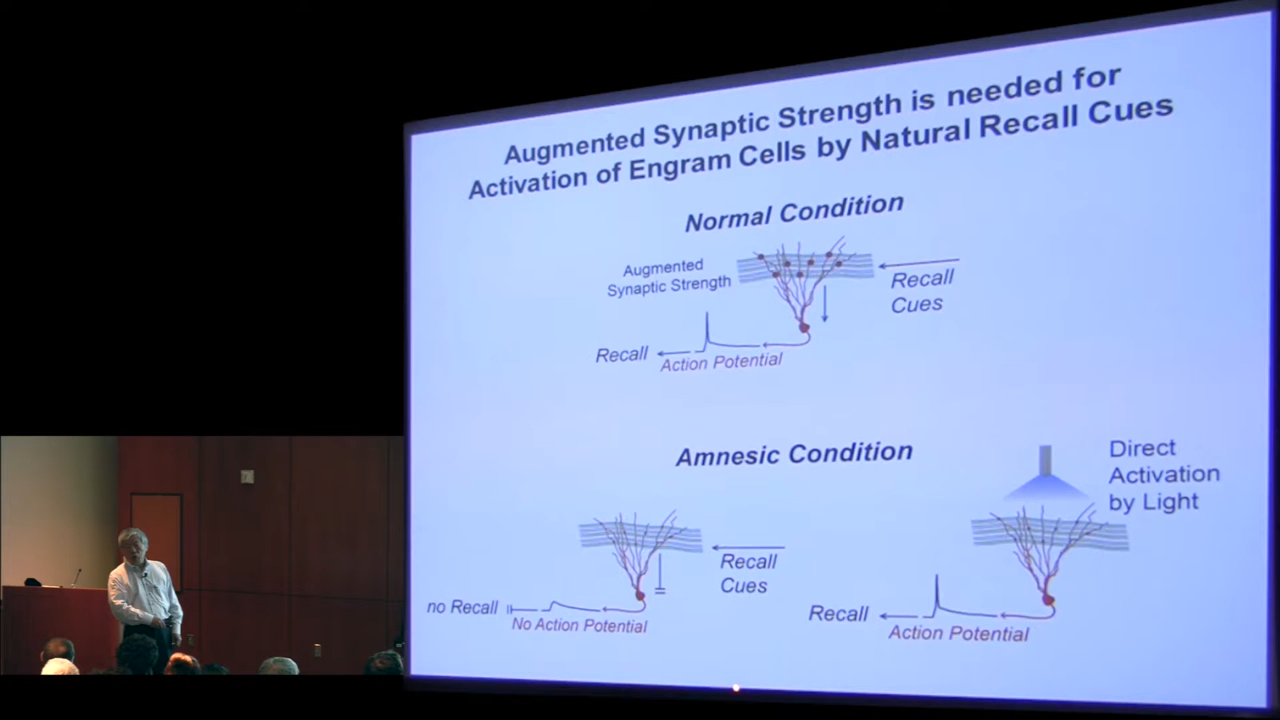 Augmented Synaptic Strength is needed for
Activation of Engram Cells by Natural Recall Cues
Normal Condition
Augmented
Synaptic Strength
Recall
Cues
Recall
Action Potential
Amnesic Condition
Direct
Activation
by Light
Recall
Cues
no Recall
No Action Potential
Recall
Action Potential